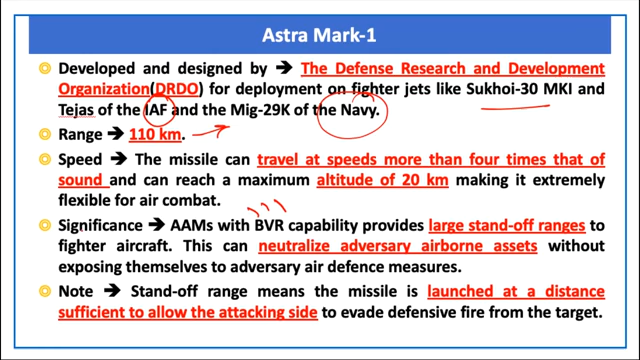 Astra Mark-1
Developed and designed by ➔ The Defense Research and Development
Organization(DRDO) for deployment on fighter jets like Sukhoi-30 MKI and
Tejas of the IAF and the Mig-29K of the Navy.
Range ➔ 110 km.
Speed ➔ The missile can travel at speeds more than four times that of
sound and can reach a maximum altitude of 20 km making it extremely
flexible for air combat.
Significance ➔ AAMs with BVR capability provides large stand-off ranges to
fighter aircraft. This can neutralize adversary airborne assets without
exposing themselves to adversary air defence measures.
Note ➔ Stand-off range means the missile is launched at a distance
sufficient to allow the attacking side to evade defensive fire from the target.